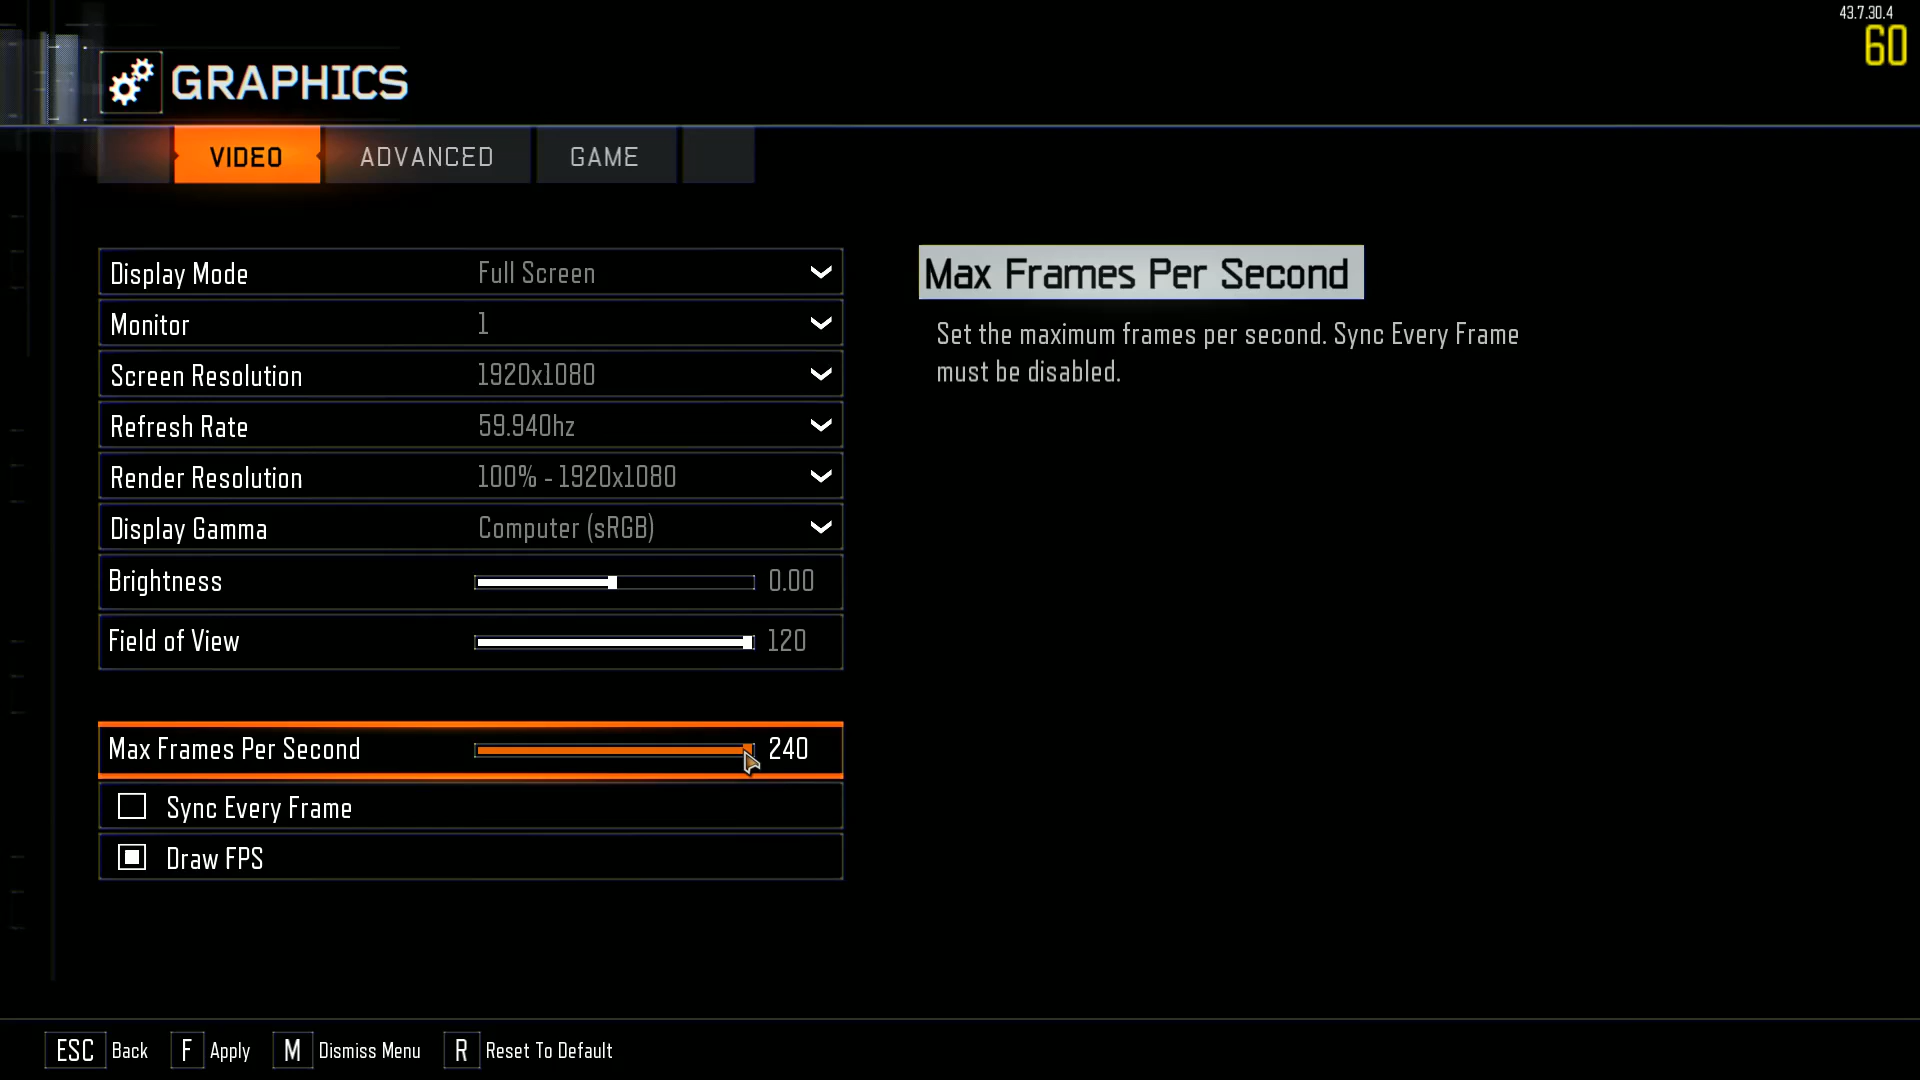 43.7.30.4
60
GRAPHICS
VIDEO
ADVANCED
GAME
Display Mode Full Screen
Monitor 1
Screen Resolution 1920x1080
Refresh Rate 59.940hz
Render Resolution 100% - 1920x1080
Display Gamma Computer (sRGB)
Brightness 0.00
Field of View 120
Max Frames Per Second 240
Sync Every Frame
Draw FPS
Max Frames Per Second
Set the maximum frames per second. Sync Every Frame
must be disabled.
ESC Back F Apply M Dismiss Menu R Reset To Default